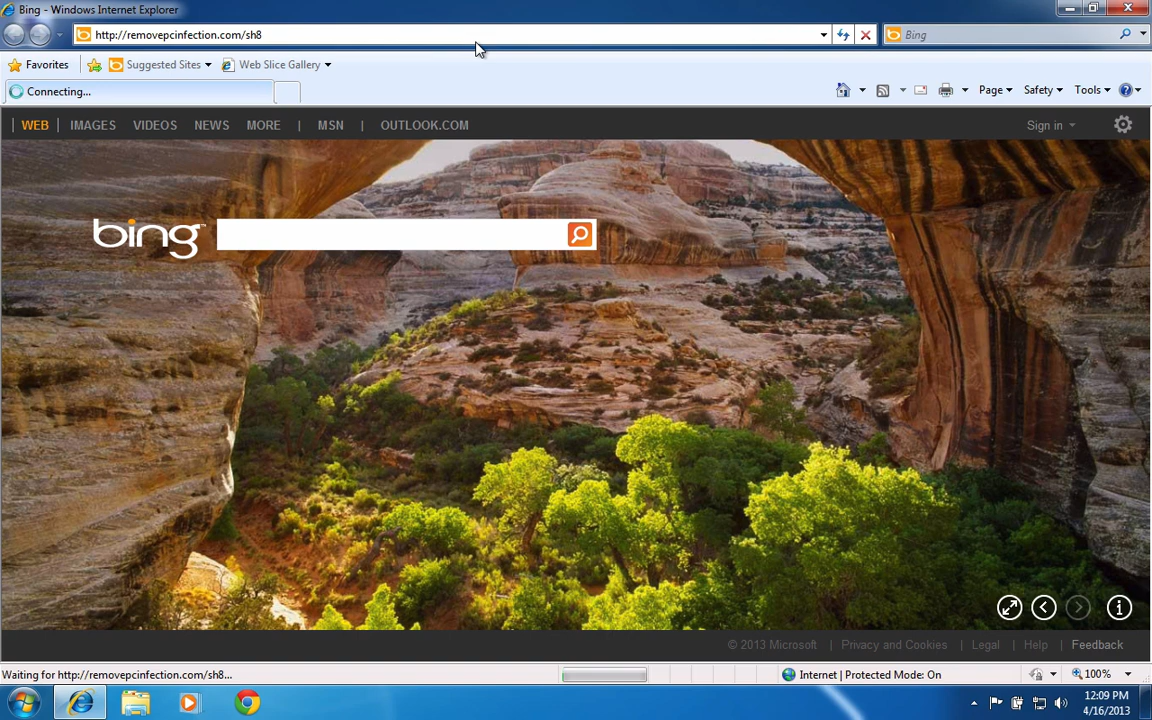 Bing - Windows Internet Explorer
http://removepcinfection.com/sh8
Bing
Favorites
Suggested Sites
Web Slice Gallery
Connecting...
Page
Safety
Tools
WEB
IMAGES
VIDEOS
NEWS
MORE
|
MSN
|
OUTLOOK.COM
Sign in
bing
© 2013 Microsoft | Privacy and Cookies | Legal | Help | Feedback
Waiting for http://removepcinfection.com/sh8...
Internet | Protected Mode: On
100%
12:09 PM
4/16/2013